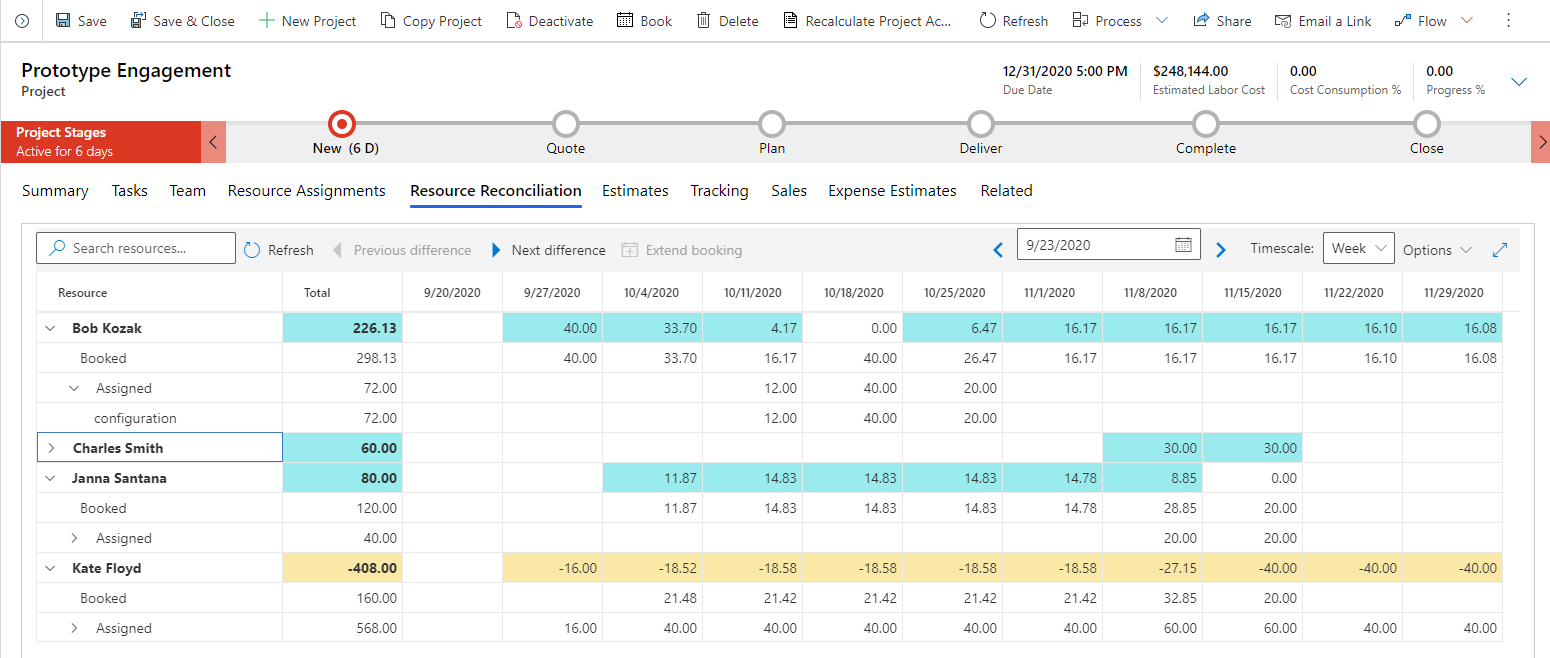 Save Save & Close New Project Copy Project Deactivate Book Delete Recalculate Project Ac... Refresh Process Share Email a Link Flow
Prototype Engagement
Project
12/31/2020 5:00 PM $248,144.00 0.00 0.00
Due Date Estimated Labor Cost Cost Consumption % Progress %
Project Stages
Active for 6 days
New (6 D) Quote Plan Deliver Complete Close
Summary Tasks Team Resource Assignments Resource Reconciliation Estimates Tracking Sales Expense Estimates Related
Search resources... Refresh Previous difference Next difference Extend booking 9/23/2020 Timescale: Week Options
Resource Total 9/20/2020 9/27/2020 10/4/2020 10/11/2020 10/18/2020 10/25/2020 11/1/2020 11/8/2020 11/15/2020 11/22/2020 11/29/2020
Bob Kozak 226.13 40.00 33.70 4.17 0.00 6.47 16.17 16.17 16.17 16.10 16.08
Booked 298.13 40.00 33.70 16.17 40.00 26.47 16.17 16.17 16.17 16.10 16.08
Assigned 72.00 12.00 40.00 20.00
configuration 72.00 12.00 40.00 20.00
Charles Smith 60.00 30.00 30.00
Janna Santana 80.00 11.87 14.83 14.83 14.83 14.78 8.85 0.00
Booked 120.00 11.87 14.83 14.83 14.83 14.78 28.85 20.00
Assigned 40.00 20.00 20.00
Kate Floyd -408.00 -16.00 -18.52 -18.58 -18.58 -18.58 -18.58 -27.15 -40.00 -40.00 -40.00
Booked 160.00 21.48 21.42 21.42 21.42 21.42 32.85 20.00
Assigned 568.00 16.00 40.00 40.00 40.00 40.00 40.00 60.00 60.00 40.00 40.00